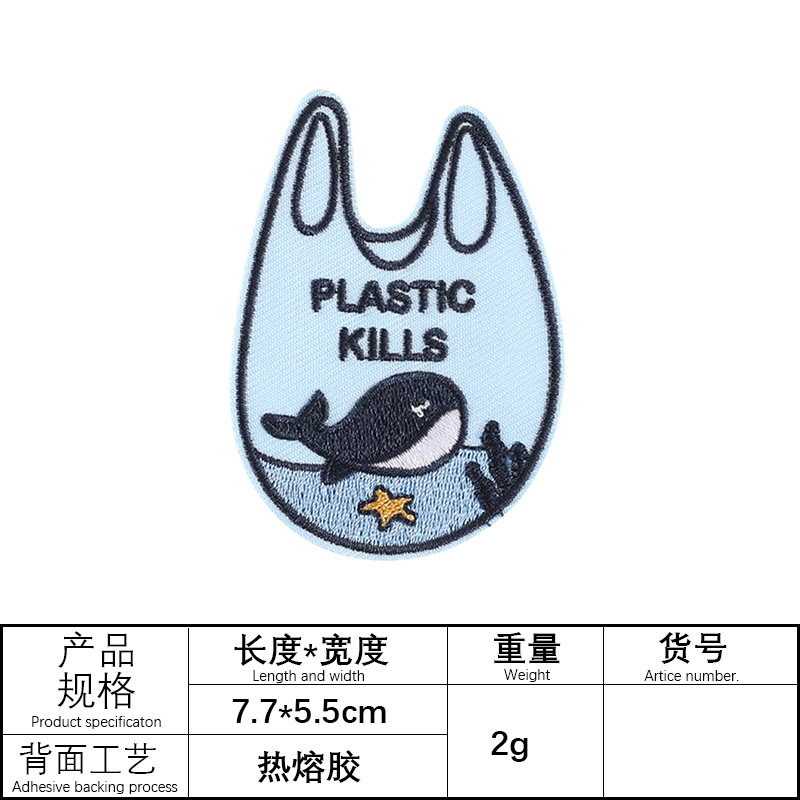 PLASTIC
KILLS
产品
规格
Product specificaton
长度*宽度
Length and width
重量
Weight
货号
Artice number.
7.7*5.5cm
2g
背面工艺
Adhesive backing process
热熔胶